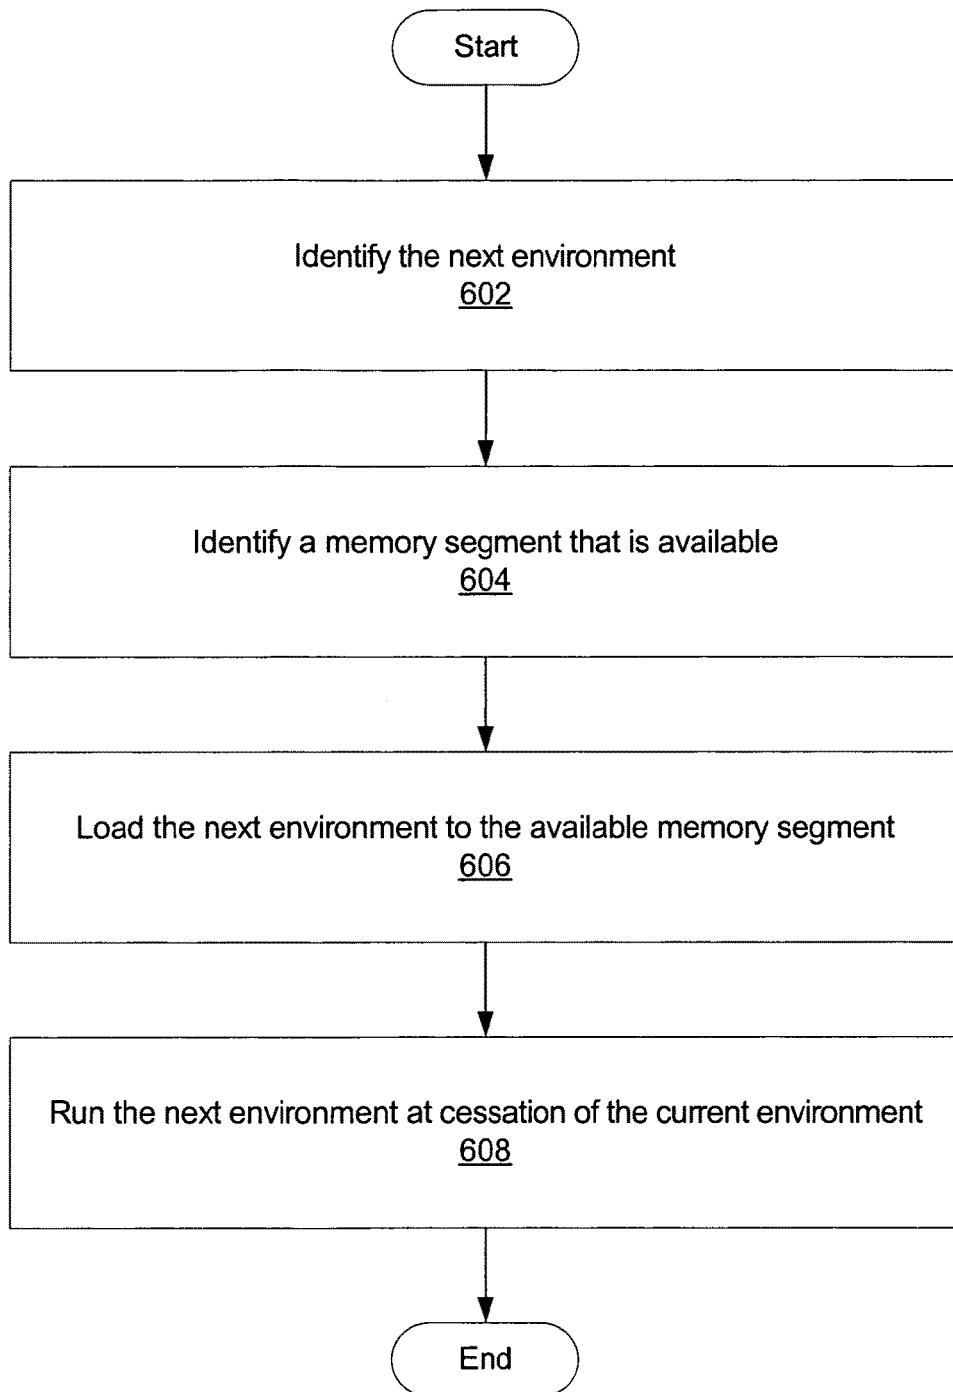 Start
Identify the next environment
602
Identify a memory segment that is available
604
Load the next environment to the available memory segment
606
Run the next environment at cessation of the current environment
608
End